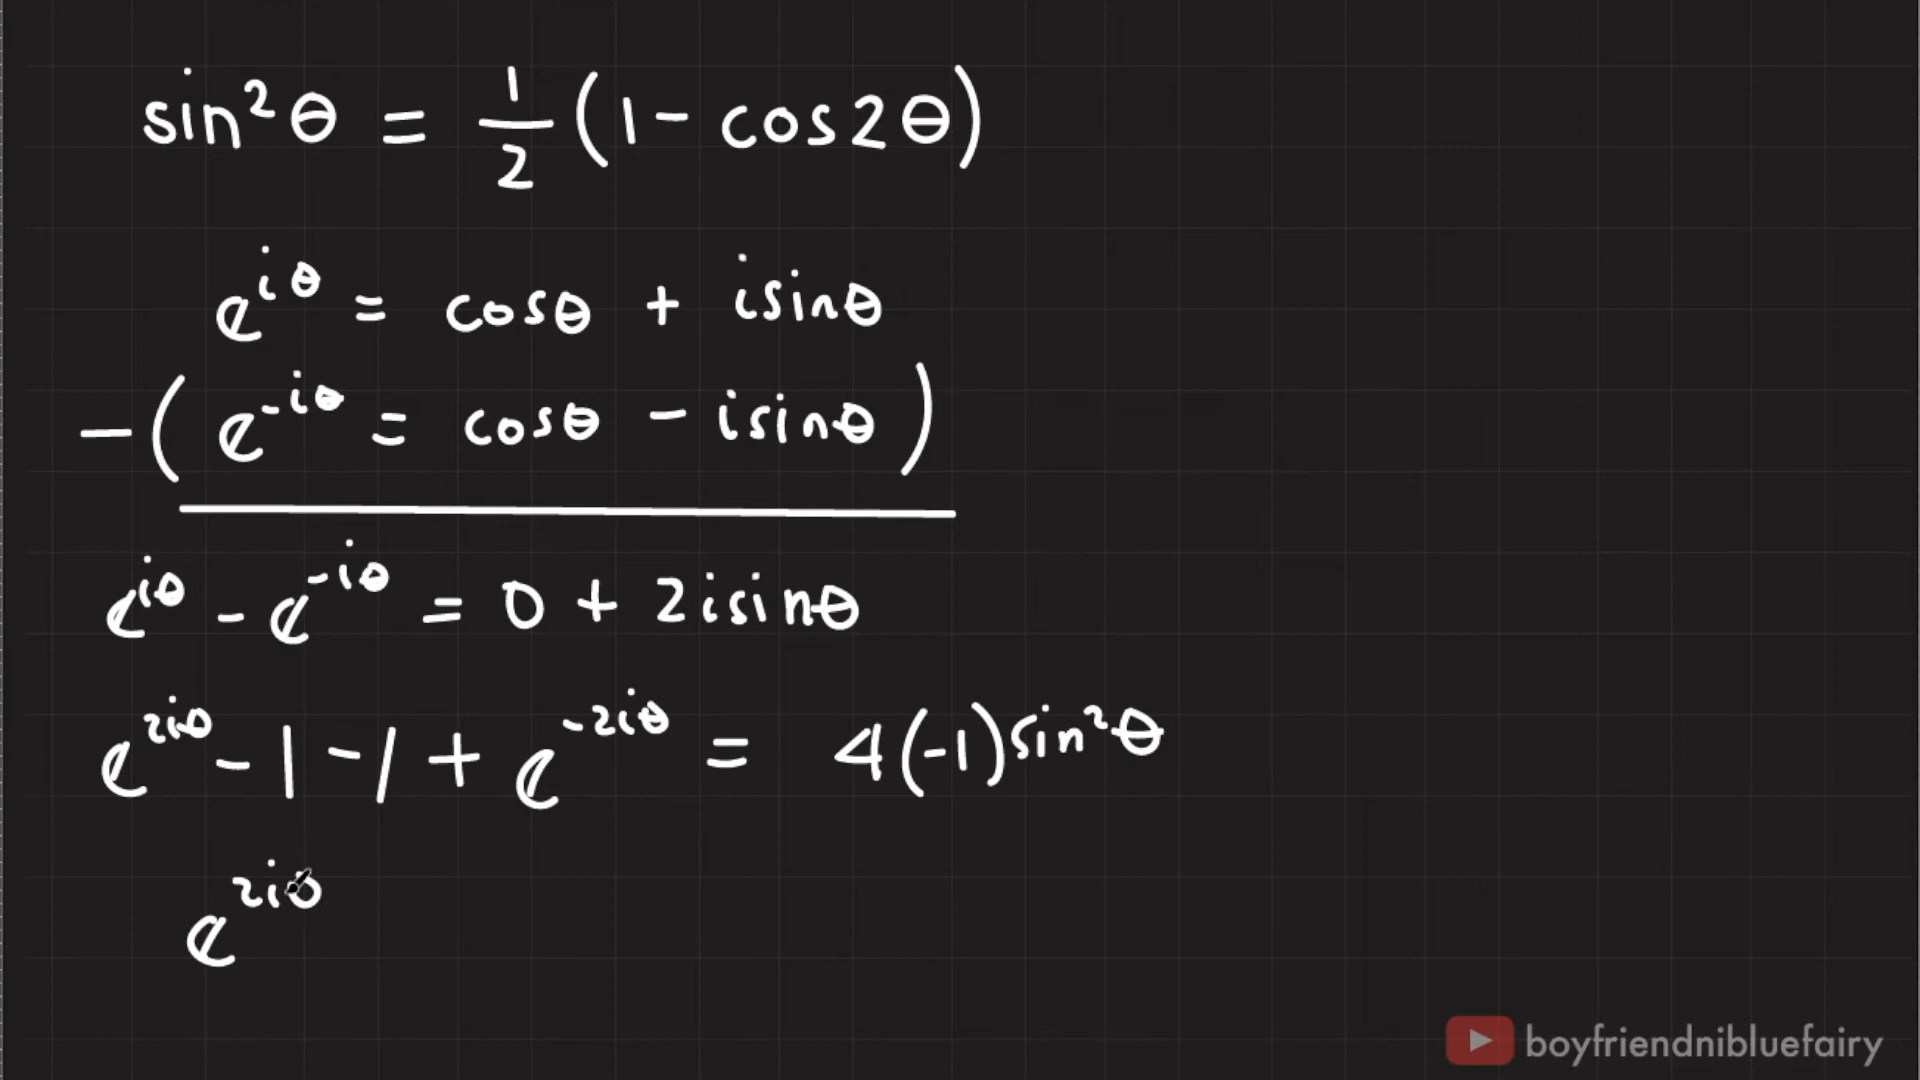 sin²θ = 1/2 (1 - cos2θ)
e^{iθ} = cosθ + isinθ
-( e^{-iθ} = cosθ - isinθ )
e^{iθ} - e^{-iθ} = 0 + 2isinθ
e^{2iθ} - 1 - 1 + e^{-2iθ} = 4(-1)sin²θ
e^{2iθ}
boyfriendnibluefairy